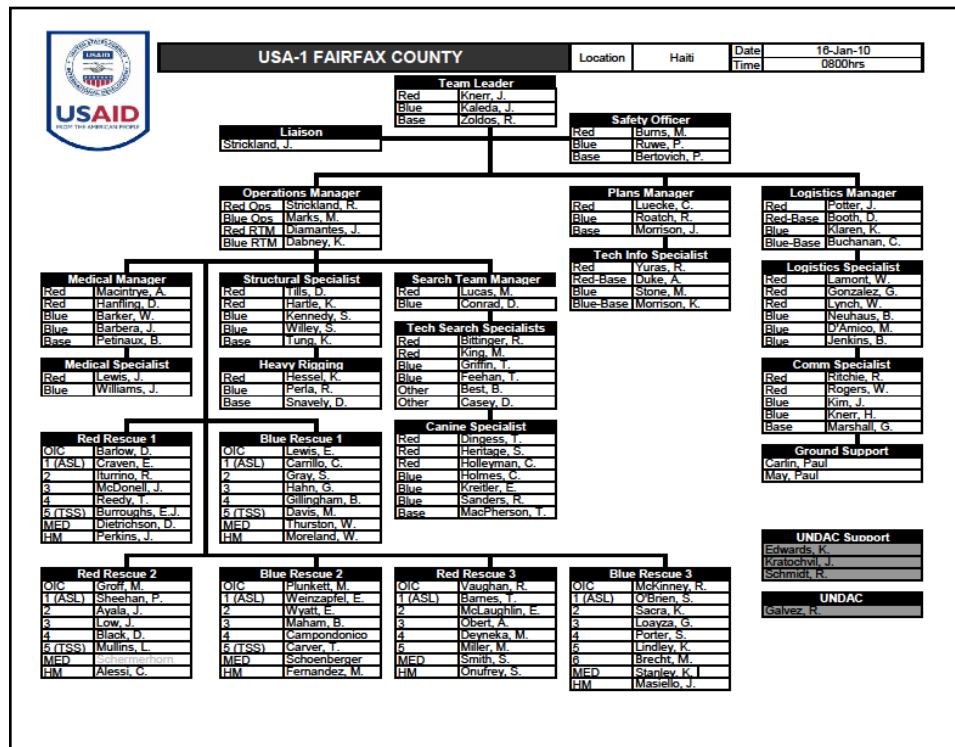 UNITED STATES AGENCY
INTERNATIONAL DEVELOPMENT
USAID
USAID
FROM THE AMERICAN PEOPLE
USA-1 FAIRFAX COUNTY Location Haiti Date 16-Jan-10
Time 0800hrs
Team Leader
Red Knerr, J.
Blue Kaleda, J.
Base Zoldos, R.
Liaison
Strickland, J.
Safety Officer
Red Burns, M.
Blue Ruwe, P.
Base Bertovich, P.
Operations Manager
Red Ops Strickland, R.
Blue Ops Marks, M.
Red RTM Diamantes, J.
Blue RTM Dabney, K.
Plans Manager
Red Luecke, C.
Blue Roatch, R.
Base Morrison, J.
Logistics Manager
Red Potter, J.
Red-Base Booth, D.
Blue Klaren, K.
Blue-Base Buchanan, C.
Tech Info Specialist
Red Yuras, R.
Red-Base Duke, A.
Blue Stone, M.
Blue-Base Morrison, K.
Medical Manager
Red Macintyre, A.
Red Hanfling, D.
Blue Barker, W.
Blue Barbera, J.
Base Petinaux, B.
Structural Specialist
Red Tills, D.
Red Hartle, K.
Blue Kennedy, S.
Blue Willey, S.
Base Tung, K.
Search Team Manager
Red Lucas, M.
Blue Conrad, D.
Logistics Specialist
Red Lamont, W.
Red Gonzalez, G.
Red Lynch, W.
Blue Neuhaus, B.
Blue D'Amico, M.
Blue Jenkins, B.
Tech Search Specialists
Red Bittinger, R.
Red King, M.
Blue Griffin, T.
Blue Feehan, T.
Other Best, B.
Other Casey, D.
Medical Specialist
Red Lewis, J.
Blue Williams, J.
Heavy Rigging
Red Hessel, K.
Blue Perla, R.
Base Snavely, D.
Comm Specialist
Red Ritchie, R.
Red Rogers, W.
Blue Kim, J.
Blue Knerr, H.
Base Marshall, G.
Canine Specialist
Red Dingess, T.
Red Heritage, S.
Red Holleyman, C.
Blue Holmes, C.
Blue Kreitler, E.
Blue Sanders, R.
Base MacPherson, T.
Red Rescue 1
OIC Barlow, D.
1 (ASL) Craven, E.
2 Iturrino, R.
3 McDonell, J.
4 Reedy, T.
5 (TSS) Burroughs, E.J.
MED Dietrichson, D.
HM Perkins, J.
Blue Rescue 1
OIC Lewis, E.
1 (ASL) Carrillo, C.
2 Gray, S.
3 Hahn, G.
4 Gillingham, B.
5 (TSS) Davis, M.
MED Thurston, W.
HM Moreland, W.
Ground Support
Carlin, Paul
May, Paul
UNDAC Support
Edwards, K.
Kratochvil, J.
Schmidt, R.
UNDAC
Galvez, R.
Red Rescue 2
OIC Groff, M.
1 (ASL) Sheehan, P.
2 Ayala, J.
3 Low, J.
4 Black, D.
5 (TSS) Mullins, L.
MED Schermerhorn
HM Alessi, C.
Blue Rescue 2
OIC Plunkett, M.
1 (ASL) Weinzapfel, E.
2 Wyatt, E.
3 Maham, B.
4 Campondonico
5 (TSS) Carver, T.
MED Schoenberger
HM Fernandez, M.
Red Rescue 3
OIC Vaughan, R.
1 (ASL) Barnes, T.
2 McLaughlin, E.
3 Obert, A.
4 Deyneka, M.
5 Miller, M.
MED Smith, S.
HM Onufrey, S.
Blue Rescue 3
OIC McKinney, R.
1 (ASL) O'Brien, S.
2 Sacra, K.
3 Loayza, G.
4 Porter, S.
5 Lindley, K.
6 Brecht, M.
MED Stanley, K.
HM Masiello, J.